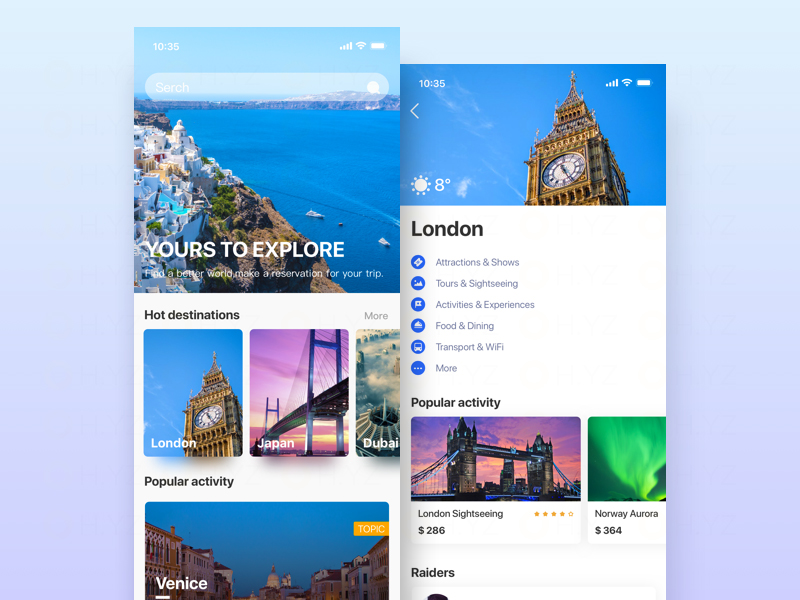 10:35
Serch
YOURS TO EXPLORE
Find a better world,make a reservation for your trip.
Hot destinations
More
London
Japan
Dubai
Popular activity
TOPIC
Venice
10:35
8°
London
Attractions & Shows
Tours & Sightseeing
Activities & Experiences
Food & Dining
Transport & WiFi
More
Popular activity
London Sightseeing
$ 286
Norway Aurora
$ 364
Raiders